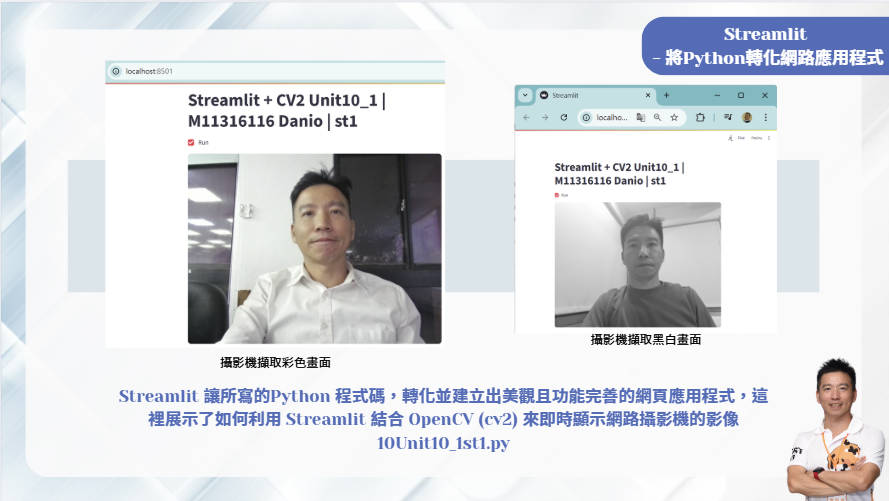 Streamlit
- 將Python轉化網路應用程式
localhost:8501
Streamlit + CV2 Unit10_1 |
M11316116 Danio | st1
Run
攝影機擷取彩色畫面
Streamlit
localho...
Deploy
Streamlit + CV2 Unit10_1 |
M11316116 Danio | st1
Run
攝影機擷取黑白畫面
Streamlit 讓所寫的Python 程式碼，轉化並建立出美觀且功能完善的網頁應用程式，這
裡展示了如何利用 Streamlit 結合 OpenCV (cv2) 來即時顯示網路攝影機的影像
10Unit10_1st1.py